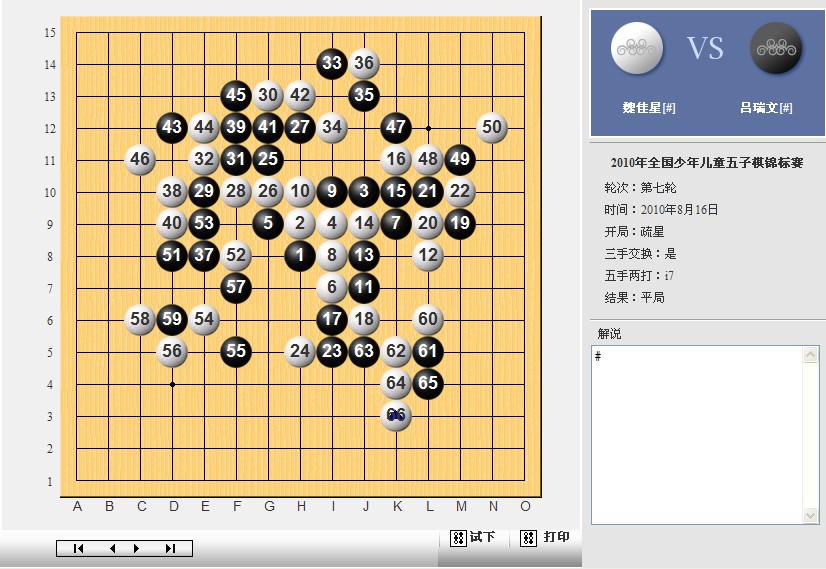 15
14 33 36
13 45 30 42 35
12 43 44 39 41 27 34 47 50
11 46 32 31 25 16 48 49
10 38 29 28 26 10 9 3 15 21 22
9 40 53 5 2 4 14 7 20 19
8 51 37 52 1 8 13 12
7 57 6 11
6 58 59 54 17 18 60
5 56 55 24 23 63 62 61
4 64 65
3 66
2
1
A B C D E F G H I J K L M N O
试下 打印
VS
魏佳星[#] 吕瑞文[#]
2010年全国少年儿童五子棋锦标赛
轮次：第七轮
时间：2010年8月16日
开局：疏星
三手交换：是
五手两打：i7
结果：平局
解说
#